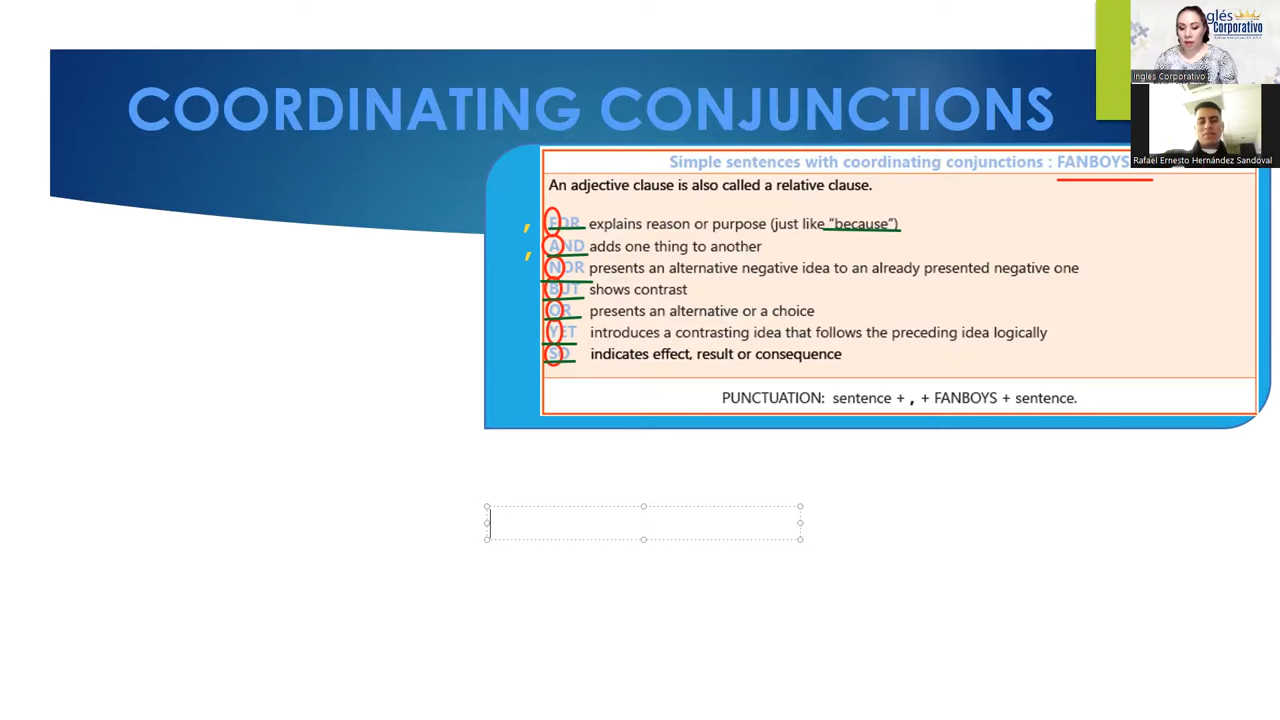 COORDINATING CONJUNCTIONS
Simple sentences with coordinating conjunctions : FANBOYS
An adjective clause is also called a relative clause.
, FOR explains reason or purpose (just like “because”)
, AND adds one thing to another
NOR presents an alternative negative idea to an already presented negative one
BUT shows contrast
OR presents an alternative or a choice
YET introduces a contrasting idea that follows the preceding idea logically
SO indicates effect, result or consequence
PUNCTUATION: sentence + , + FANBOYS + sentence.
glés
Corporativo
Ingles Corporativo
Rafael Ernesto Hernández Sandoval